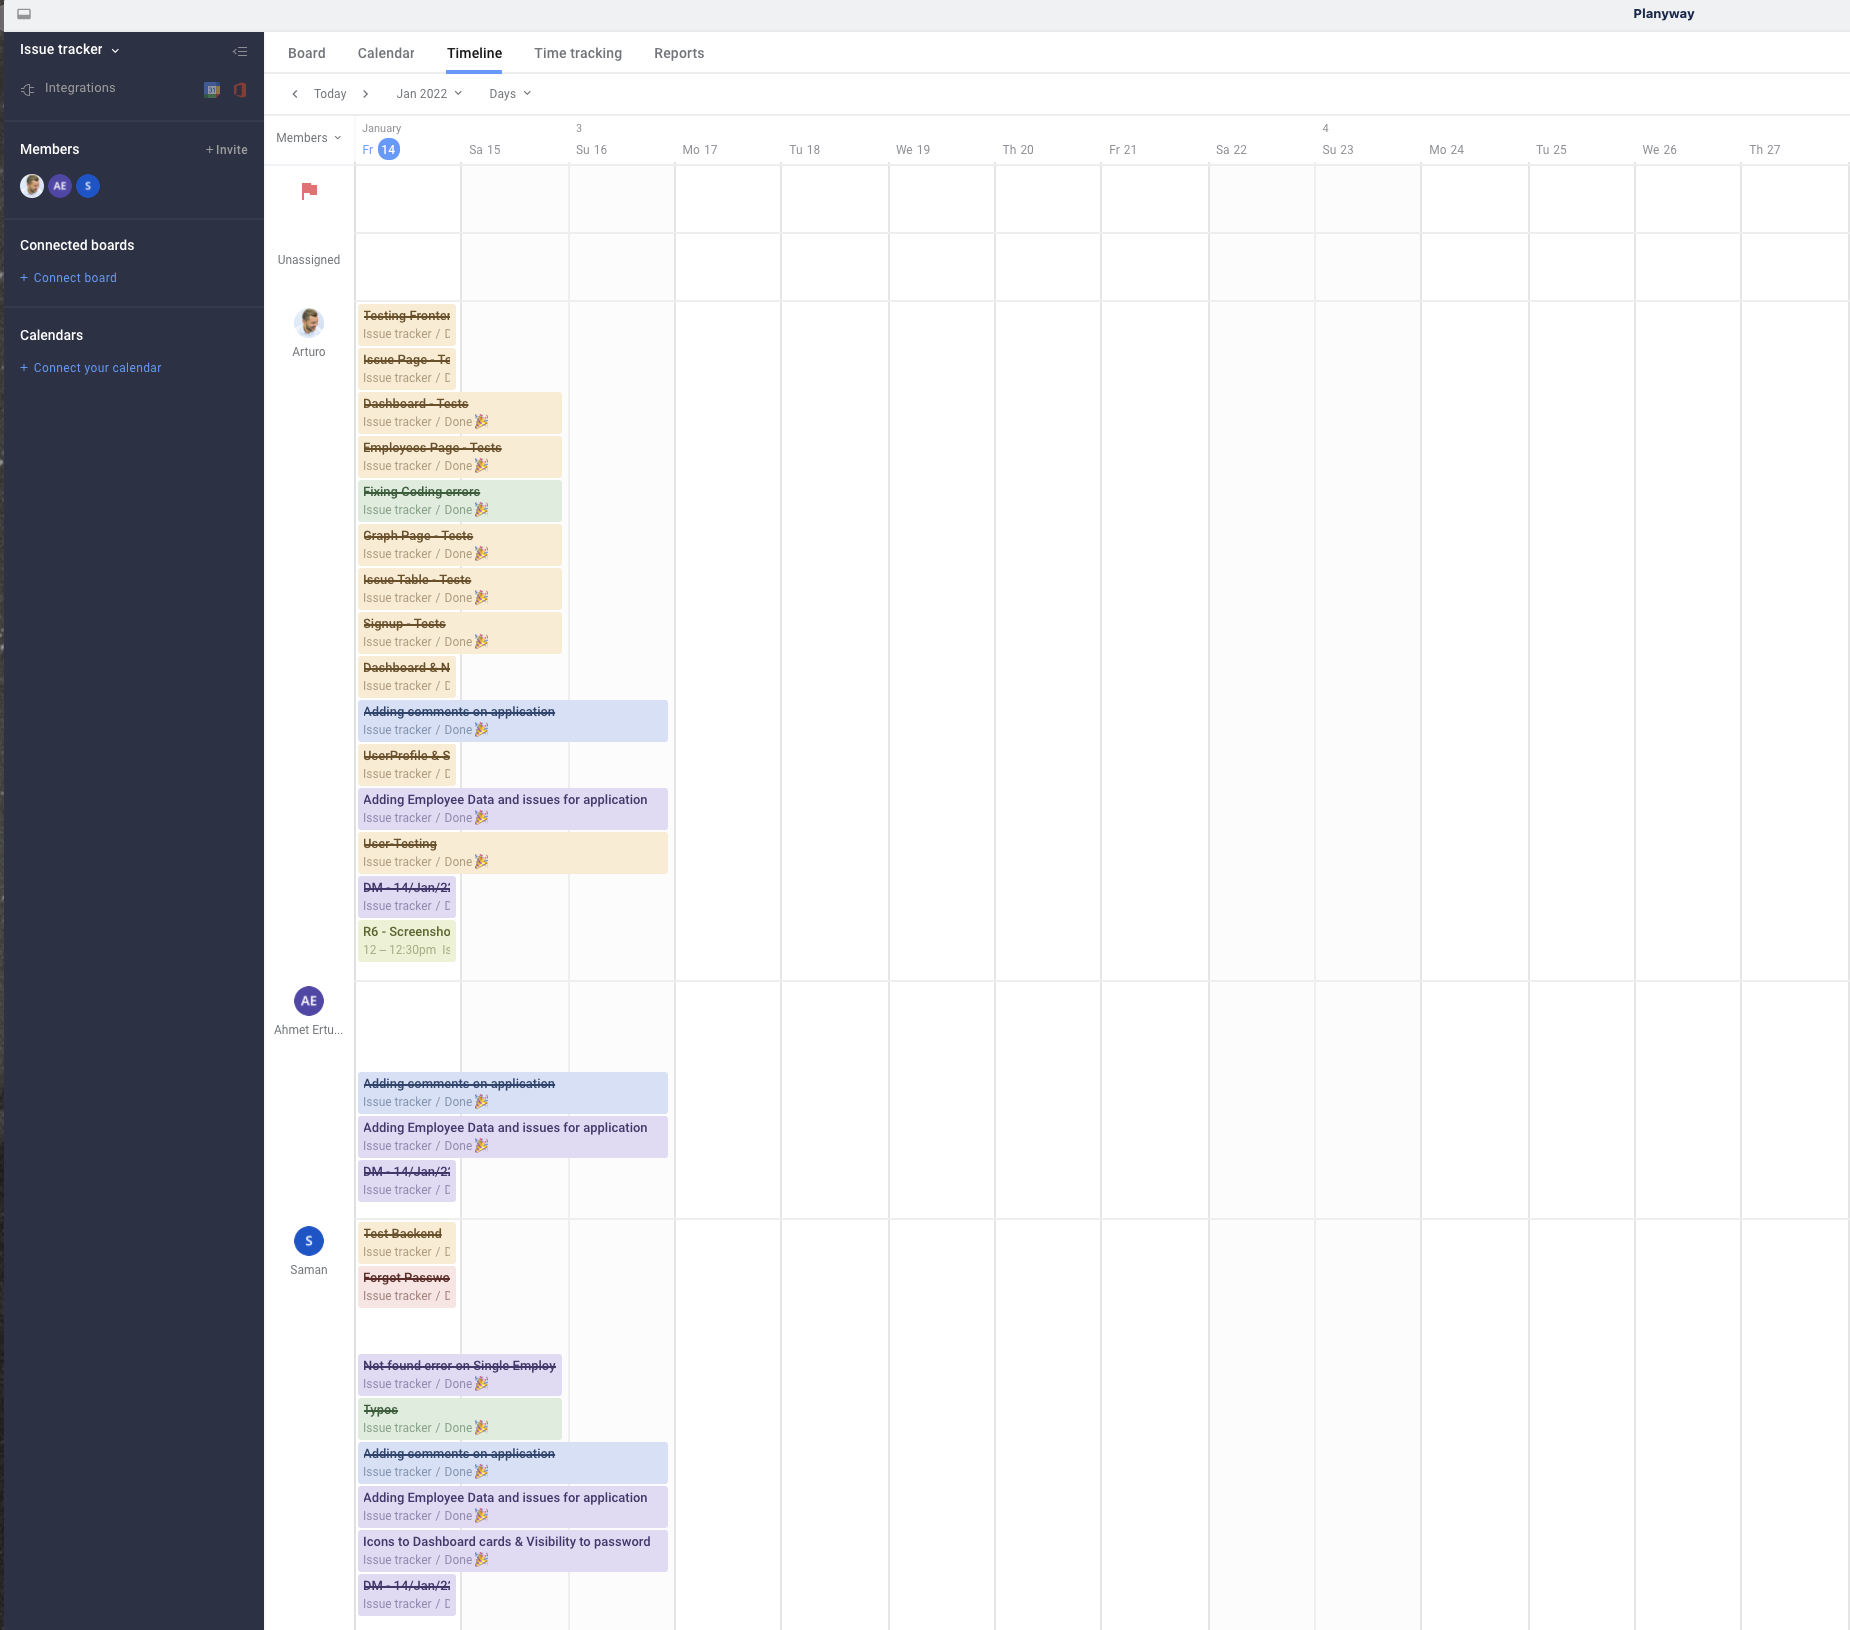 Planyway
Issue tracker
Integrations
Members
+ Invite
AE
S
Connected boards
+ Connect board
Calendars
+ Connect your calendar
Board Calendar Timeline Time tracking Reports
Today Jan 2022 Days
Members
January 3 4
Fr 14 Sa 15 Su 16 Mo 17 Tu 18 We 19 Th 20 Fr 21 Sa 22 Su 23 Mo 24 Tu 25 We 26 Th 27
Unassigned
Arturo
Testing Fronte
Issue tracker / D
Issue Page - Te
Issue tracker / D
Dashboard - Tests
Issue tracker / Done
Employees Page - Tests
Issue tracker / Done
Fixing Coding errors
Issue tracker / Done
Graph Page - Tests
Issue tracker / Done
Issue Table - Tests
Issue tracker / Done
Signup - Tests
Issue tracker / Done
Dashboard & N
Issue tracker / D
Adding comments on application
Issue tracker / Done
UserProfile & S
Issue tracker / D
Adding Employee Data and issues for application
Issue tracker / Done
User-Testing
Issue tracker / Done
DM - 14/Jan/2
Issue tracker / D
R6 - Screensho
12 – 12:30pm Is
AE
Ahmet Ertu...
Adding comments on application
Issue tracker / Done
Adding Employee Data and issues for application
Issue tracker / Done
DM - 14/Jan/2
Issue tracker / D
S
Saman
Test Backend
Issue tracker / D
Forgot Passwo
Issue tracker / D
Not found error on Single Employ
Issue tracker / Done
Typos
Issue tracker / Done
Adding comments on application
Issue tracker / Done
Adding Employee Data and issues for application
Issue tracker / Done
Icons to Dashboard cards & Visibility to password
Issue tracker / Done
DM - 14/Jan/2
Issue tracker / D